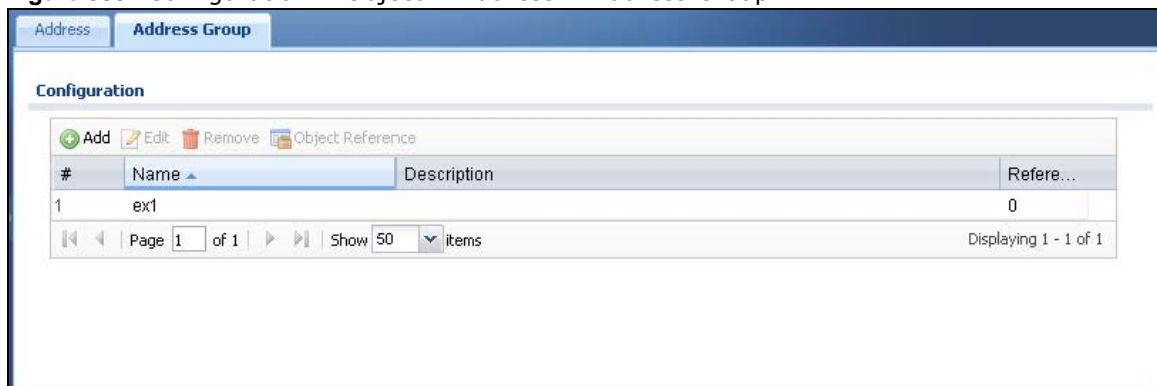 Address Address Group
Configuration
Add Edit Remove Object Reference
# Name Description Refere...
1 ex1 0
Page 1 of 1 Show 50 items Displaying 1 - 1 of 1